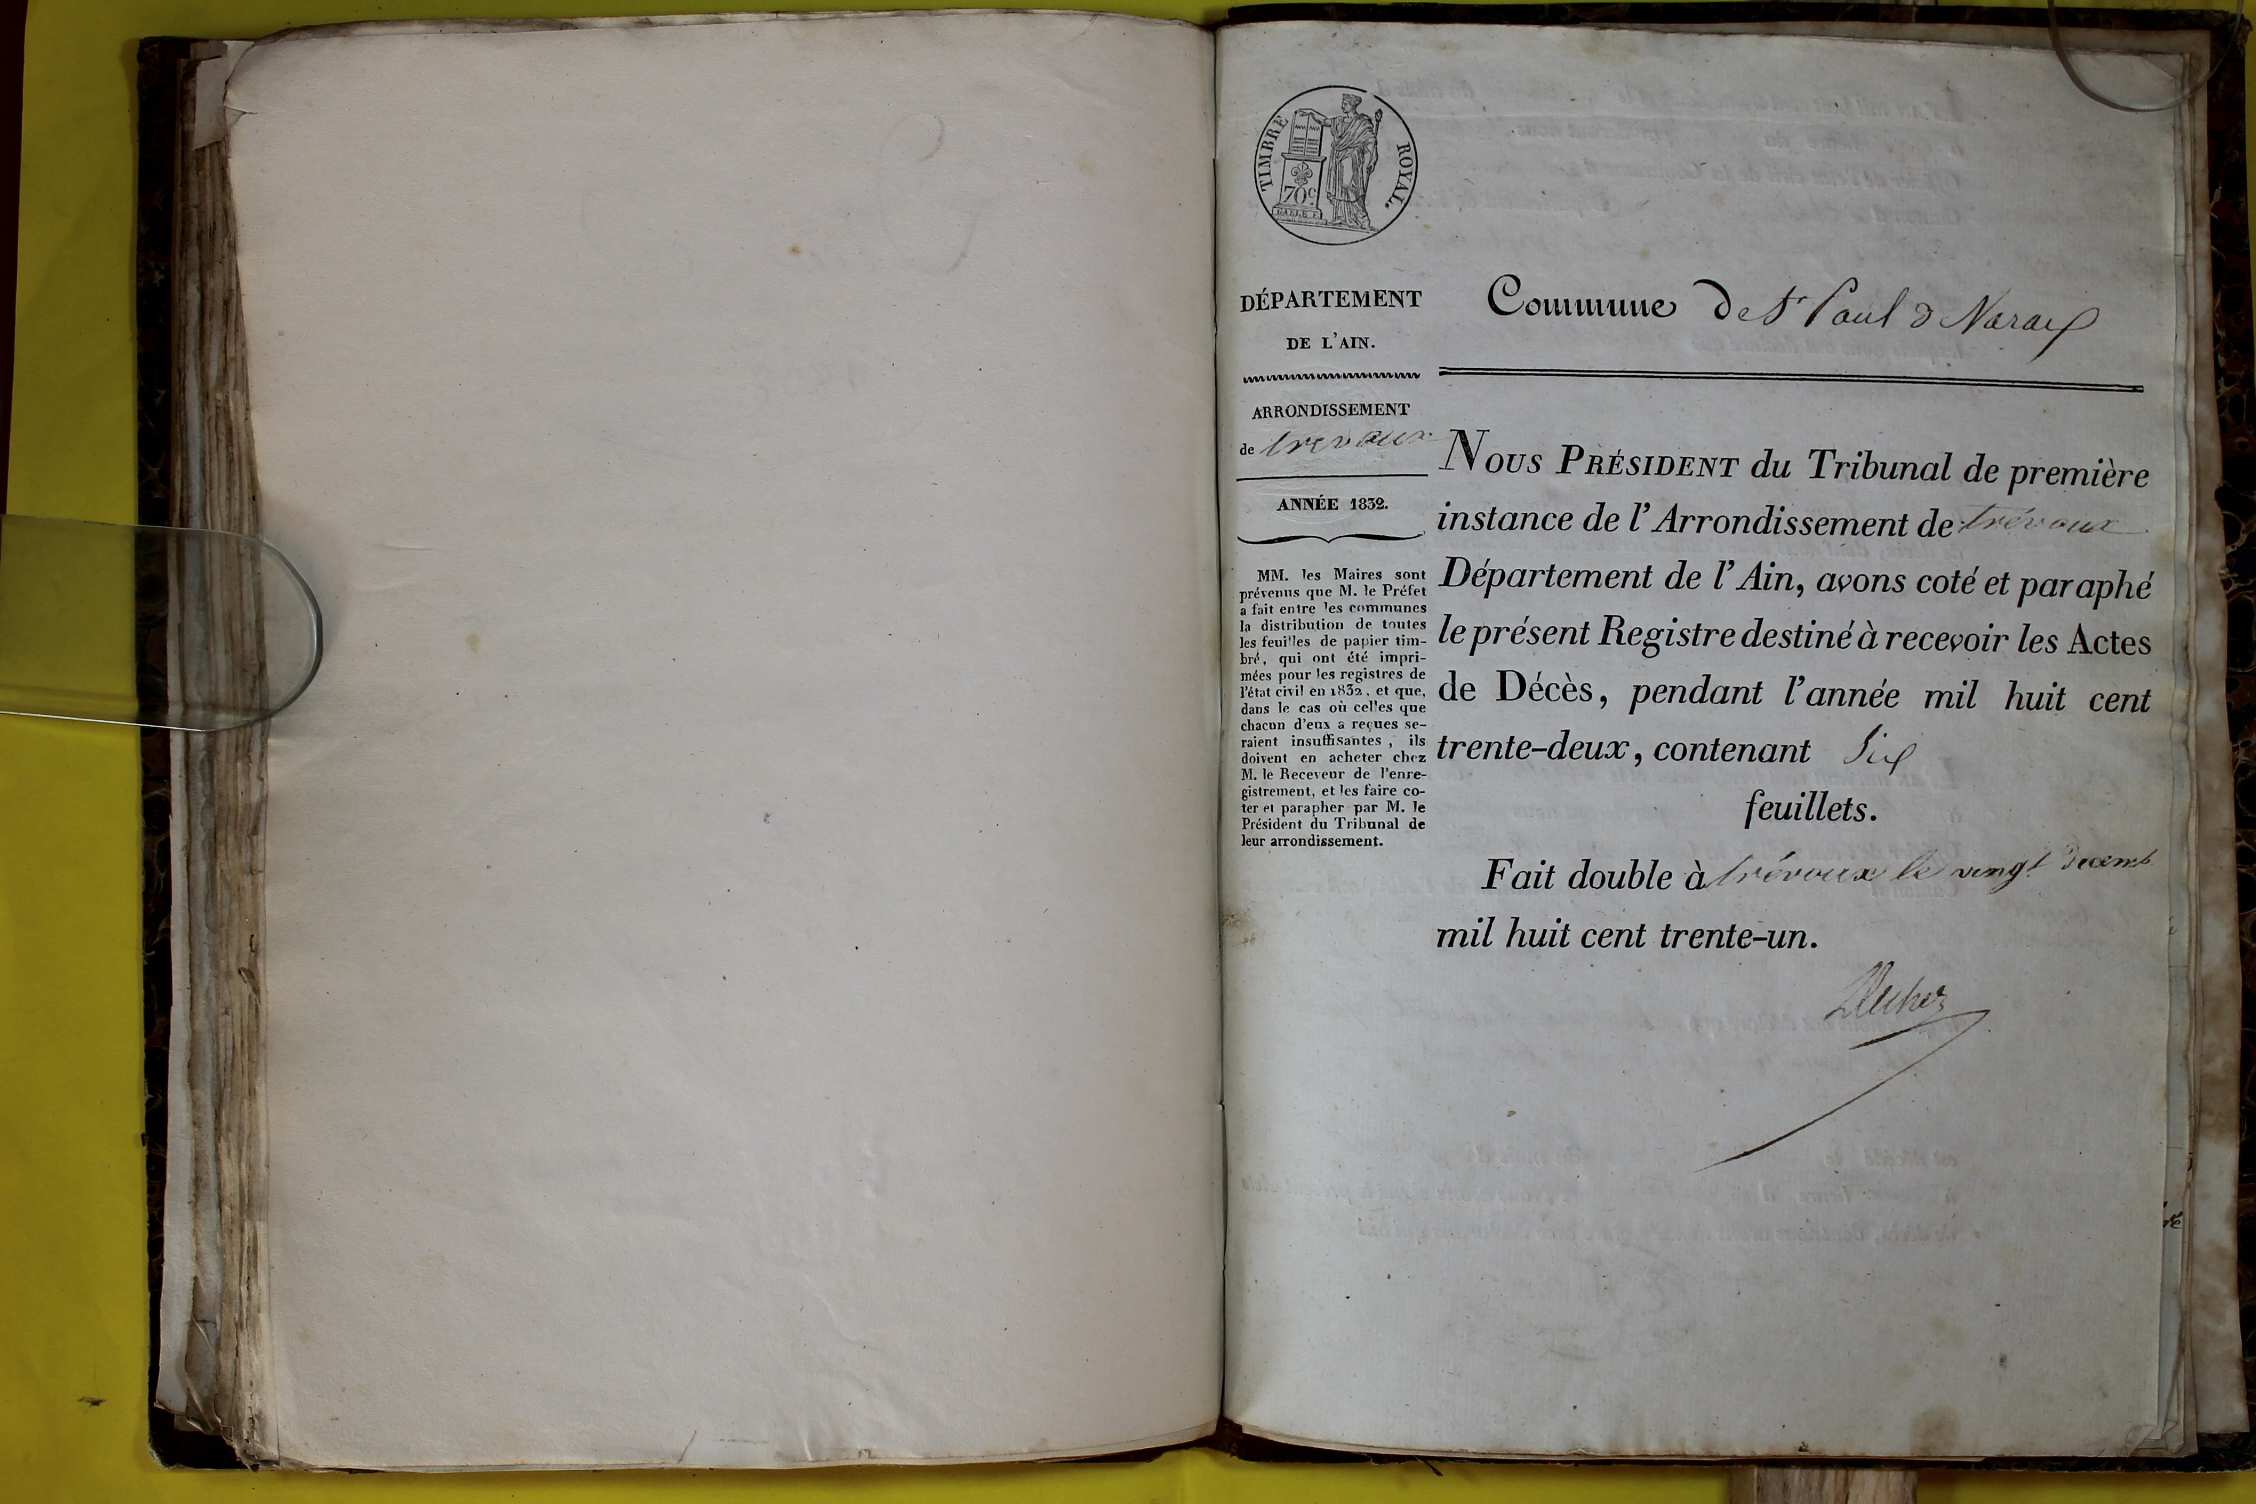 TIMBRE ROYAL.
70c.
DÉPARTEMENT
DE L'AIN.
ARRONDISSEMENT
de trevoux
ANNÉE 1832.
MM. les Maires sont
prévenus que M. le Préfet
a fait entre les communes
la distribution de toutes
les feuilles de papier tim-
bré, qui ont été impri-
mées pour les registres de
l'état civil en 1832, et que,
dans le cas où celles que
chacun d'eux a reçues se-
raient insuffisantes, ils
doivent en acheter chez
M. le Receveur de l'enre-
gistrement, et les faire co-
ter et parapher par M. le
Président du Tribunal de
leur arrondissement.
Commune de St Paul d Varax
NOUS PRÉSIDENT du Tribunal de première
instance de l'Arrondissement de trévoux
Département de l'Ain, avons coté et paraphé
le présent Registre destiné à recevoir les Actes
de Décès, pendant l'année mil huit cent
trente-deux, contenant Six
feuillets.
Fait double à trévoux le vingt decemb
mil huit cent trente-un.